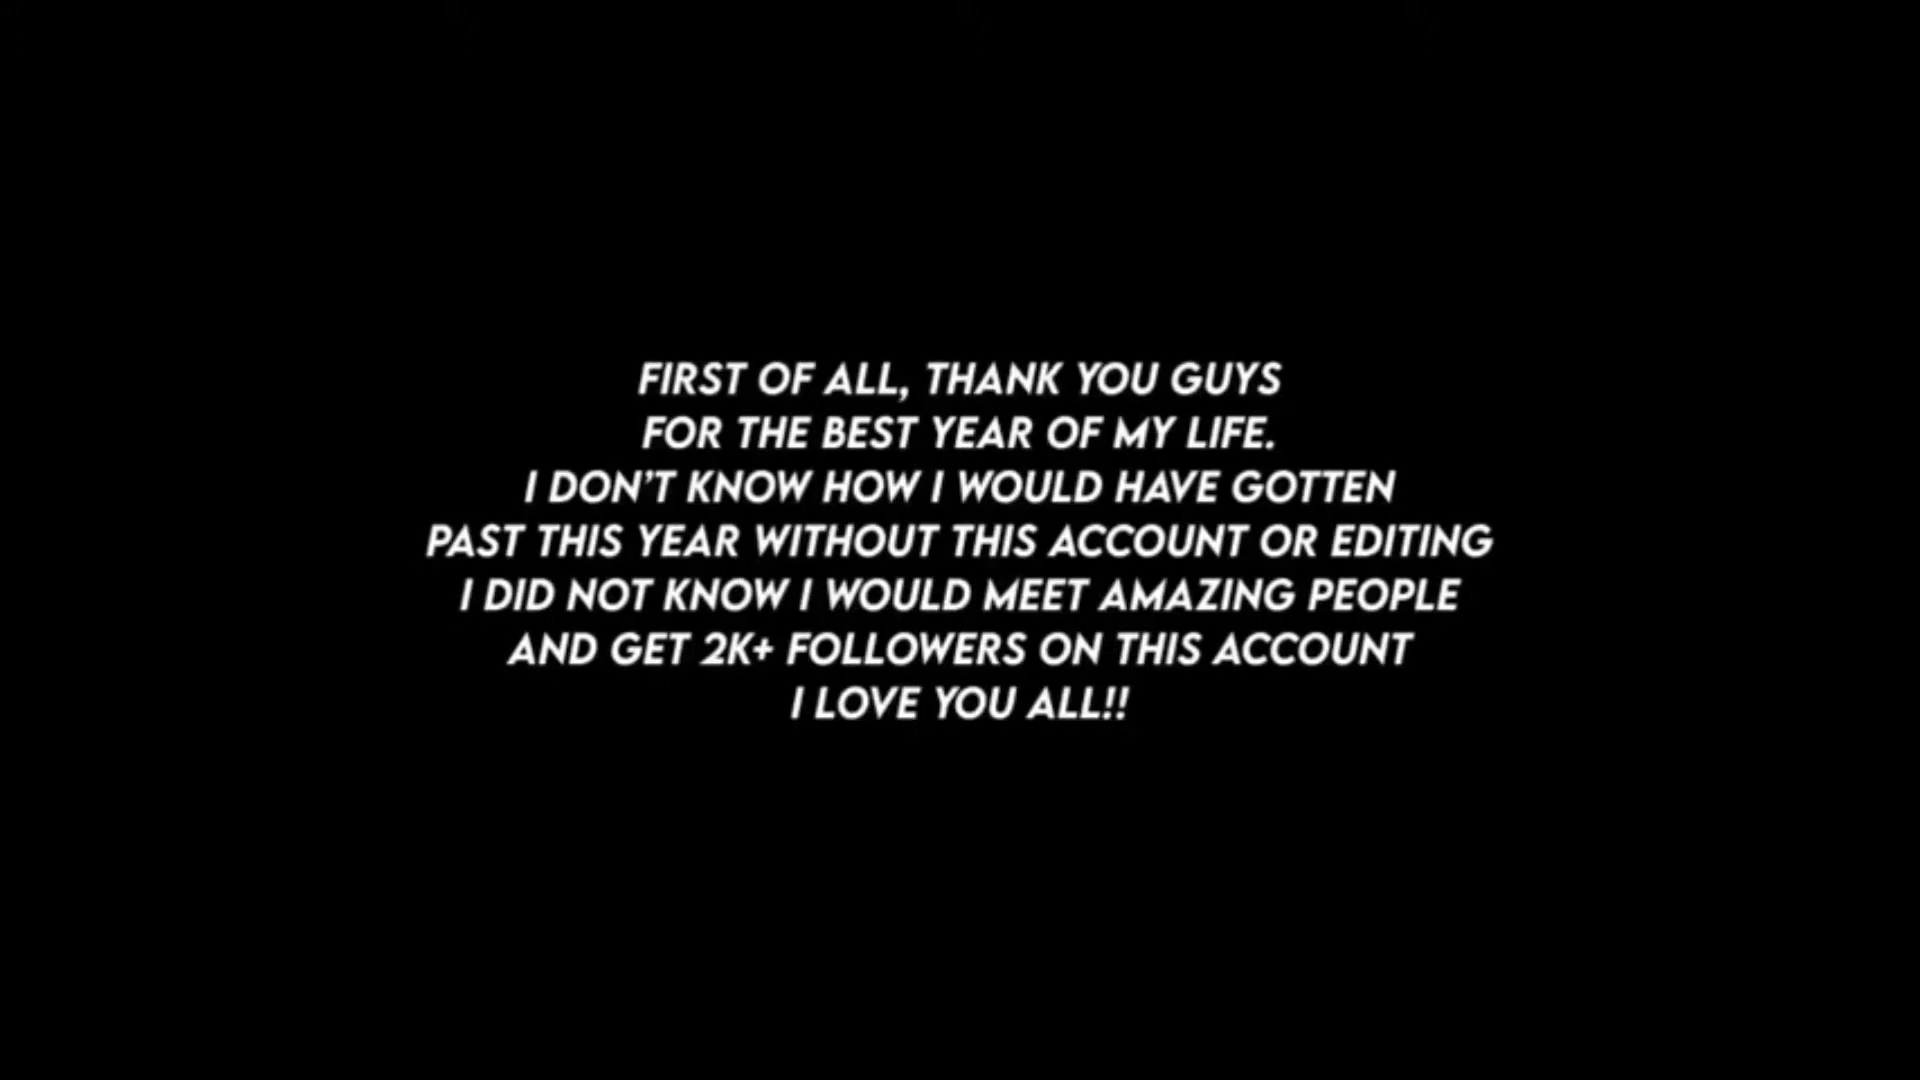 FIRST OF ALL, THANK YOU GUYS
FOR THE BEST YEAR OF MY LIFE.
I DON'T KNOW HOW I WOULD HAVE GOTTEN
PAST THIS YEAR WITHOUT THIS ACCOUNT OR EDITING
I DID NOT KNOW I WOULD MEET AMAZING PEOPLE
AND GET 2K+ FOLLOWERS ON THIS ACCOUNT
I LOVE YOU ALL!!